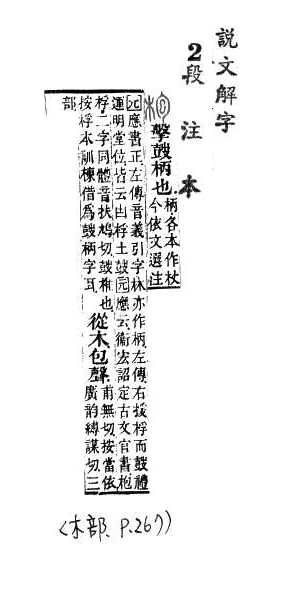 說文解字
2段注本
擊鼓柄也
柄各本作杖
今依文選注
元應書正左傳音義引字林亦作柄左傳右援枹而鼓禮
運明堂位皆云凷桴土鼓元應云衞宏詔定古文官書枹
桴二字同體音扶鳩切鼓椎也
按桴本訓棟借爲鼓柄字耳
從木包聲
甫無切按當依
廣韵縛謀切三
部
<木部、P.267>